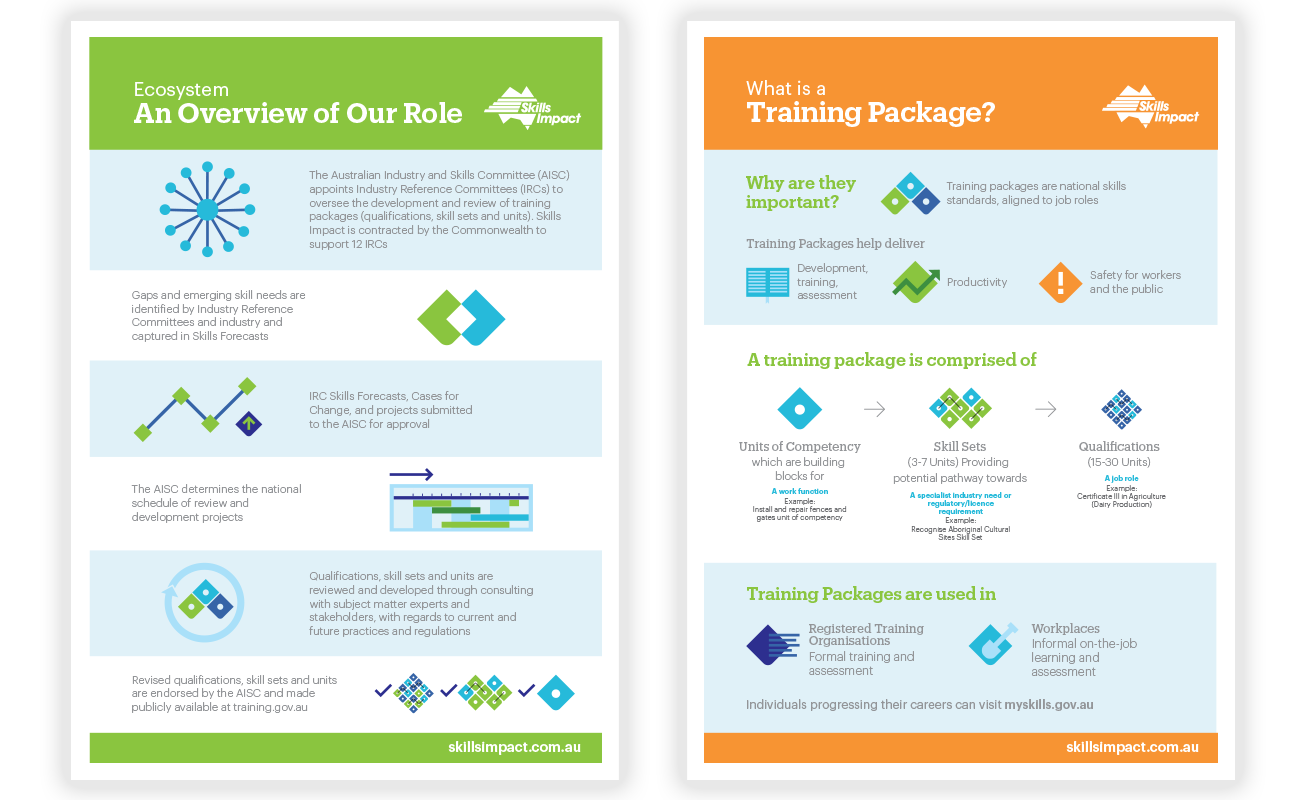 Ecosystem
An Overview of Our Role
Skills
Impact
The Australian Industry and Skills Committee (AISC)
appoints Industry Reference Committees (IRCs) to
oversee the development and review of training
packages (qualifications, skill sets and units). Skills
Impact is contracted by the Commonwealth to
support 12 IRCs
Gaps and emerging skill needs are
identified by Industry Reference
Committees and industry and
captured in Skills Forecasts
IRC Skills Forecasts, Cases for
Change, and projects submitted
to the AISC for approval
The AISC determines the national
schedule of review and
development projects
Qualifications, skill sets and units are
reviewed and developed through consulting
with subject matter experts and
stakeholders, with regards to current and
future practices and regulations
Revised qualifications, skill sets and units
are endorsed by the AISC and made
publicly available at training.gov.au
skillsimpact.com.au
What is a
Training Package?
Skills
Impact
Why are they
important?
Training packages are national skills
standards, aligned to job roles
Training Packages help deliver
Development,
training,
assessment
Productivity
Safety for workers
and the public
A training package is comprised of
Units of Competency
which are building
blocks for
A work function
Example:
Install and repair fences and
gates unit of competency
Skill Sets
(3-7 Units) Providing
potential pathway towards
A specialist industry need or
regulatory/licence
requirement
Example:
Recognise Aboriginal Cultural
Sites Skill Set
Qualifications
(15-30 Units)
A job role
Example:
Certificate III in Agriculture
(Dairy Production)
Training Packages are used in
Registered Training
Organisations
Formal training and
assessment
Workplaces
Informal on-the-job
learning and
assessment
Individuals progressing their careers can visit myskills.gov.au
skillsimpact.com.au